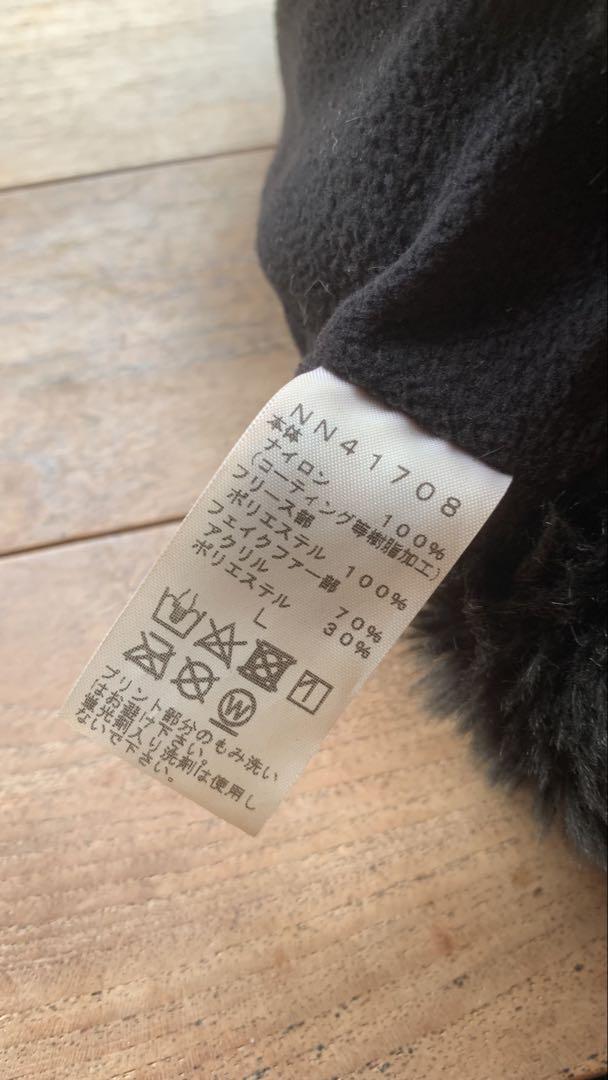 NN41708
本体
ナイロン 100%
(コーティング等樹脂加工)
フリース部
ポリエステル 100%
フェイクファー部
アクリル 70%
ポリエステル 30%
L
W
プリント部分のもみ洗い
はお避け下さい。
蛍光剤入り洗剤は使用し
ないで下さい。